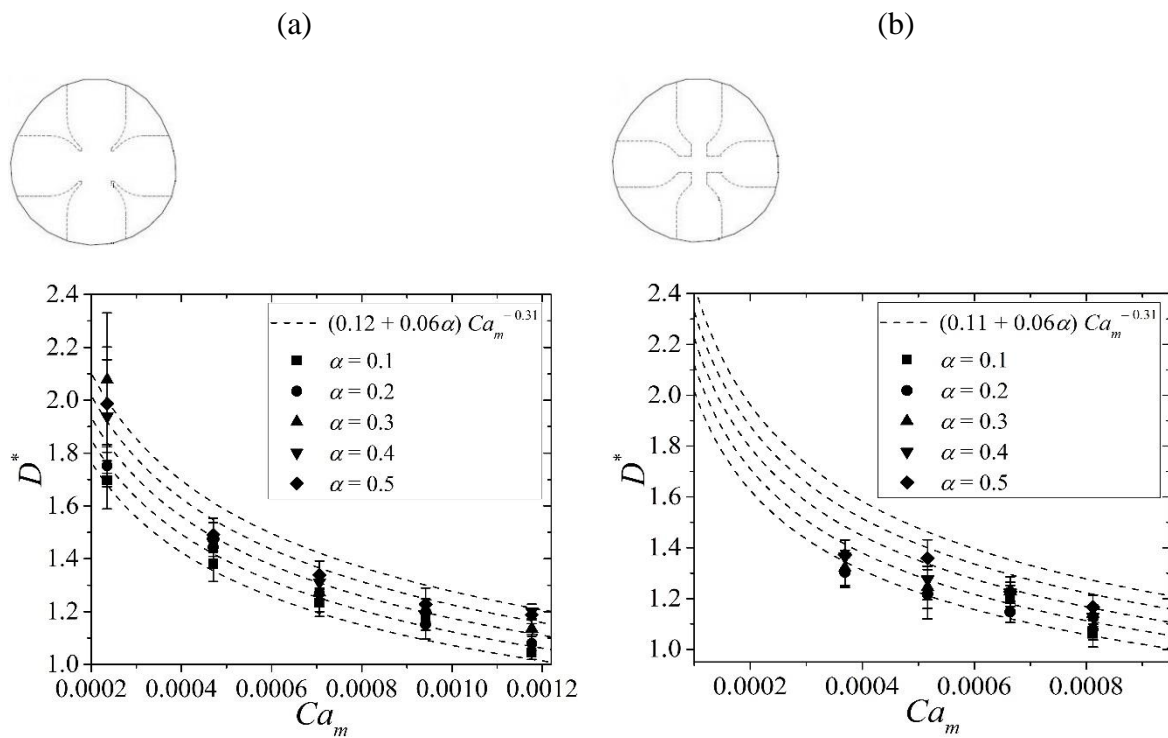 (a)
(b)
2.4
2.2
2.0
1.8
1.6
1.4
1.2
1.0
D*
(0.12 + 0.06α) Ca_m^−0.31
α = 0.1
α = 0.2
α = 0.3
α = 0.4
α = 0.5
0.0002 0.0004 0.0006 0.0008 0.0010 0.0012
Ca_m
2.4
2.2
2.0
1.8
1.6
1.4
1.2
1.0
D*
(0.11 + 0.06α) Ca_m^−0.31
α = 0.1
α = 0.2
α = 0.3
α = 0.4
α = 0.5
0.0002 0.0004 0.0006 0.0008
Ca_m